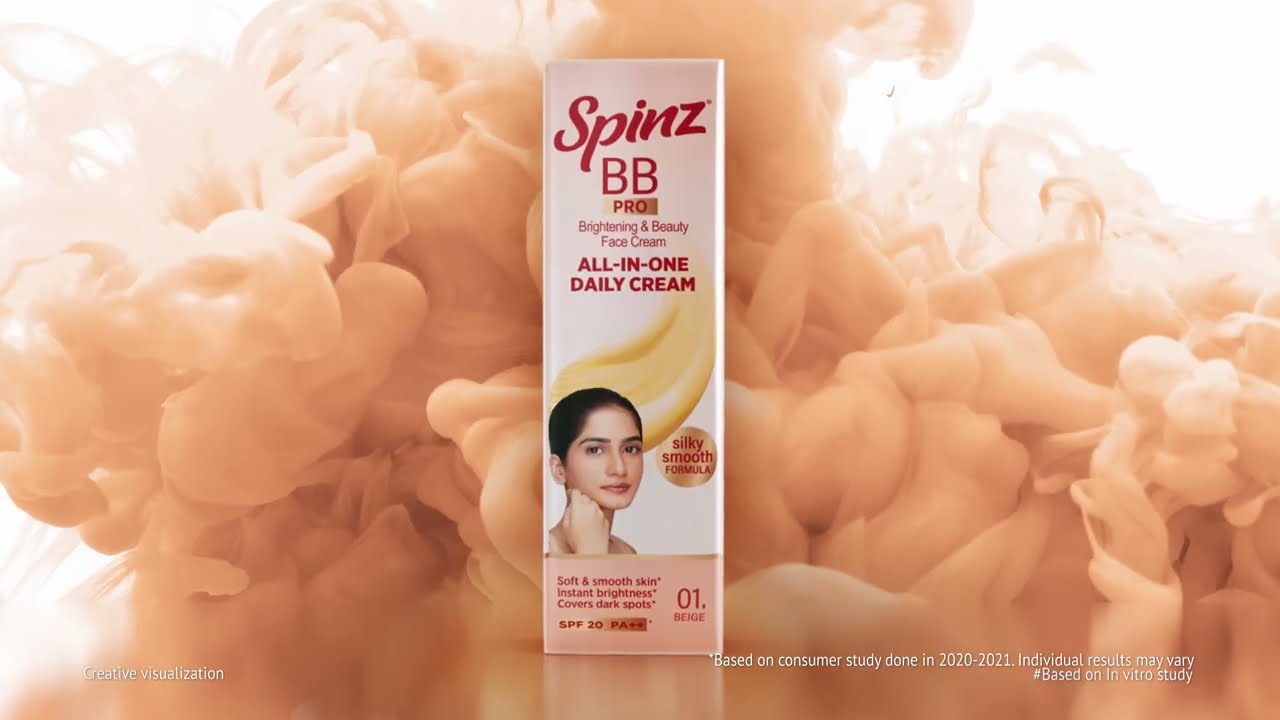 Spinz®
BB
PRO
Brightening & Beauty
Face Cream
ALL-IN-ONE
DAILY CREAM
silky
smooth
FORMULA
Soft & smooth skin*
Instant brightness*
Covers dark spots*
SPF 20 PA++
01.
BEIGE
Creative visualization
*Based on consumer study done in 2020-2021. Individual results may vary
#Based on In vitro study